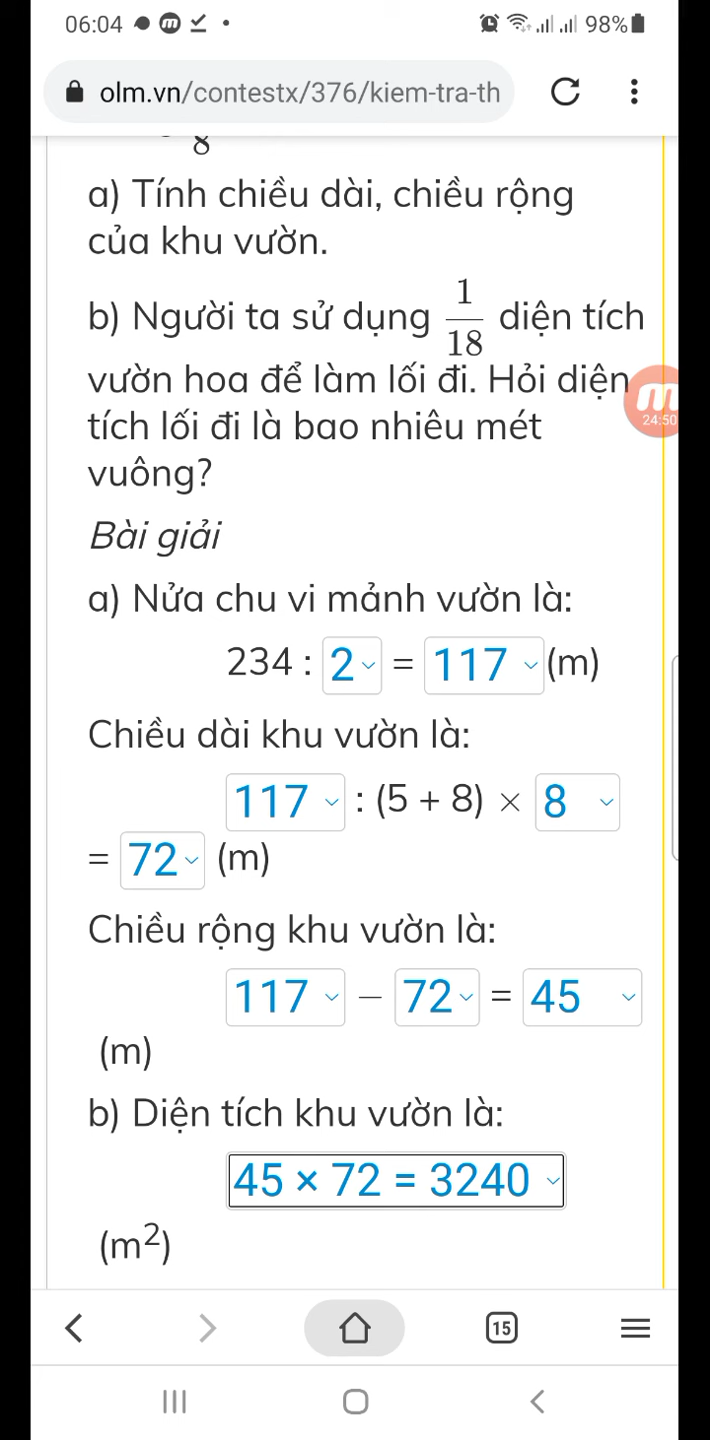 06:04 98%
olm.vn/contestx/376/kiem-tra-th
8
a) Tính chiều dài, chiều rộng
của khu vườn.
b) Người ta sử dụng 1/18 diện tích
vườn hoa để làm lối đi. Hỏi diện
24:50
tích lối đi là bao nhiêu mét
vuông?
Bài giải
a) Nửa chu vi mảnh vườn là:
234 : 2 = 117 (m)
Chiều dài khu vườn là:
117 : (5 + 8) × 8
= 72 (m)
Chiều rộng khu vườn là:
117 – 72 = 45
(m)
b) Diện tích khu vườn là:
45 × 72 = 3240
(m²)
15